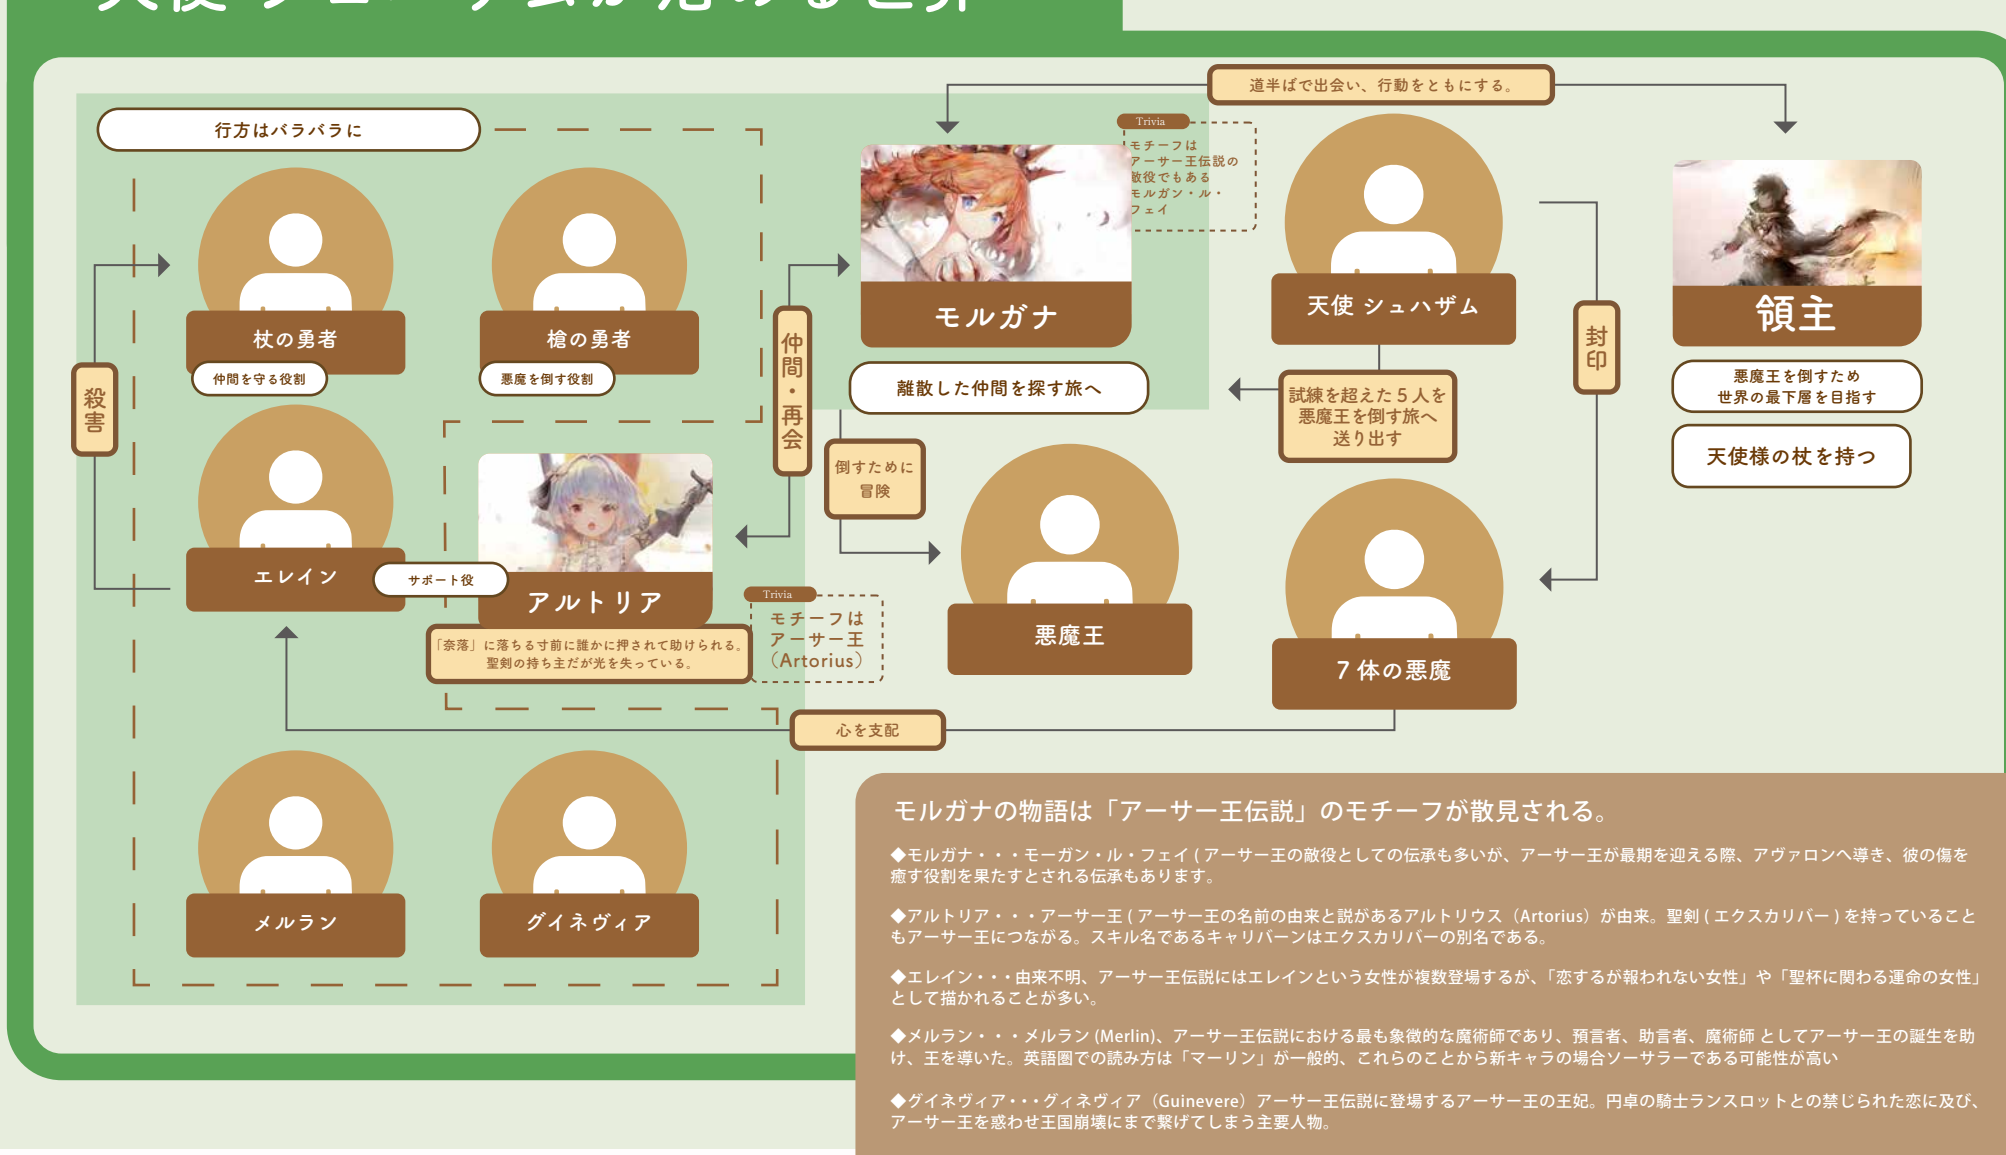 天使 シュハザムが治める世界
道半ばで出会い、行動をともにする。
行方はバラバラに
Trivia
モチーフは
アーサー王伝説の
敵役でもある
モルガン・ル・
フェイ
杖の勇者
仲間を守る役割
槍の勇者
悪魔を倒す役割
モルガナ
離散した仲間を探す旅へ
天使 シュハザム
領主
悪魔王を倒すため
世界の最下層を目指す
天使様の杖を持つ
封印
殺害
仲間・再会
試練を超えた５人を
悪魔王を倒す旅へ
送り出す
倒すために
冒険
エレイン
サポート役
アルトリア
「奈落」に落ちる寸前に誰かに押されて助けられる。
聖剣の持ち主だが光を失っている。
Trivia
モチーフは
アーサー王
（Artorius）
悪魔王
７体の悪魔
心を支配
メルラン
グイネヴィア
モルガナの物語は「アーサー王伝説」のモチーフが散見される。
◆モルガナ・・・モーガン・ル・フェイ ( アーサー王の敵役としての伝承も多いが、アーサー王が最期を迎える際、アヴァロンへ導き、彼の傷を
癒す役割を果たすとされる伝承もあります。
◆アルトリア・・・アーサー王 ( アーサー王の名前の由来と説があるアルトリウス（Artorius）が由来。聖剣 ( エクスカリバー ) を持っていること
もアーサー王につながる。スキル名であるキャリバーンはエクスカリバーの別名である。
◆エレイン・・・由来不明、アーサー王伝説にはエレインという女性が複数登場するが、「恋するが報われない女性」や「聖杯に関わる運命の女性」
として描かれることが多い。
◆メルラン・・・メルラン (Merlin)、アーサー王伝説における最も象徴的な魔術師であり、預言者、助言者、魔術師 としてアーサー王の誕生を助
け、王を導いた。英語圏での読み方は「マーリン」が一般的、これらのことから新キャラの場合ソーサラーである可能性が高い
◆グイネヴィア・・・グィネヴィア（Guinevere）アーサー王伝説に登場するアーサー王の王妃。円卓の騎士ランスロットとの禁じられた恋に及び、
アーサー王を惑わせ王国崩壊にまで繋げてしまう主要人物。